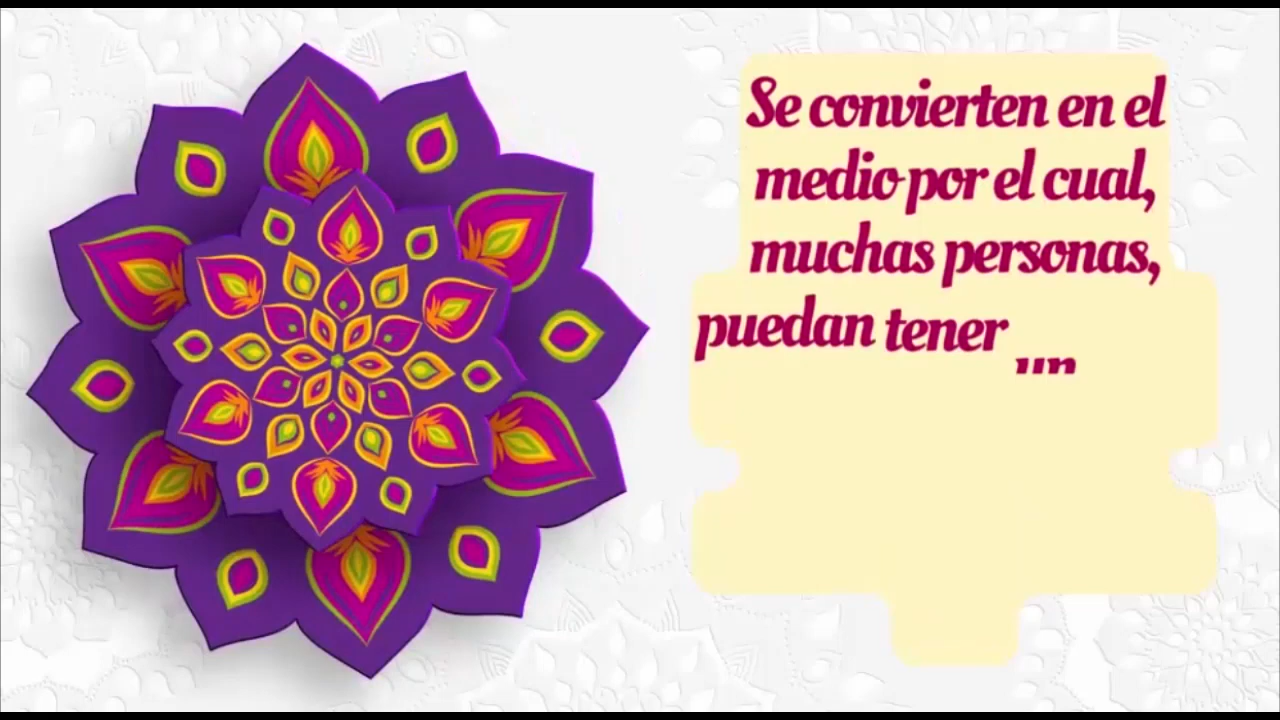 Se convierten en el
medio por el cual,
muchas personas,
puedan tener